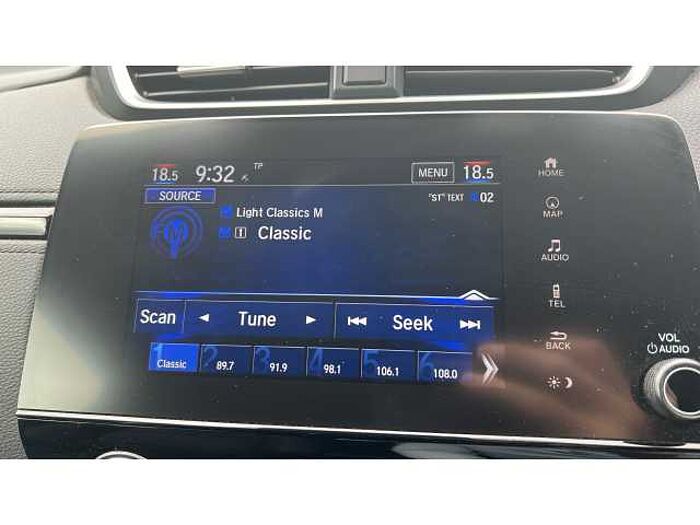 18.5 9:32 TP MENU 18.5
SOURCE "ST" TEXT 02
FM
Light Classics M
1 Classic
Scan Tune Seek
1 Classic 2 89.7 3 91.9 4 98.1 5 106.1 6 108.0
HOME
MAP
AUDIO
TEL
BACK
VOL
AUDIO